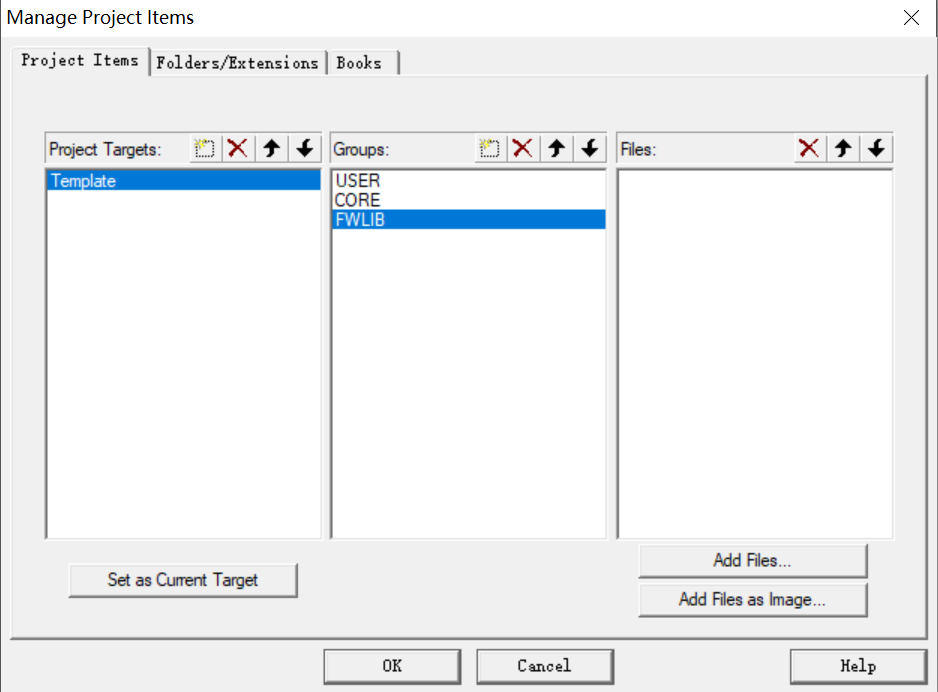 Manage Project Items
Project Items Folders/Extensions Books
Project Targets: Groups: Files:
Template USER
CORE
FWLIB
Add Files...
Set as Current Target
Add Files as Image...
OK Cancel Help